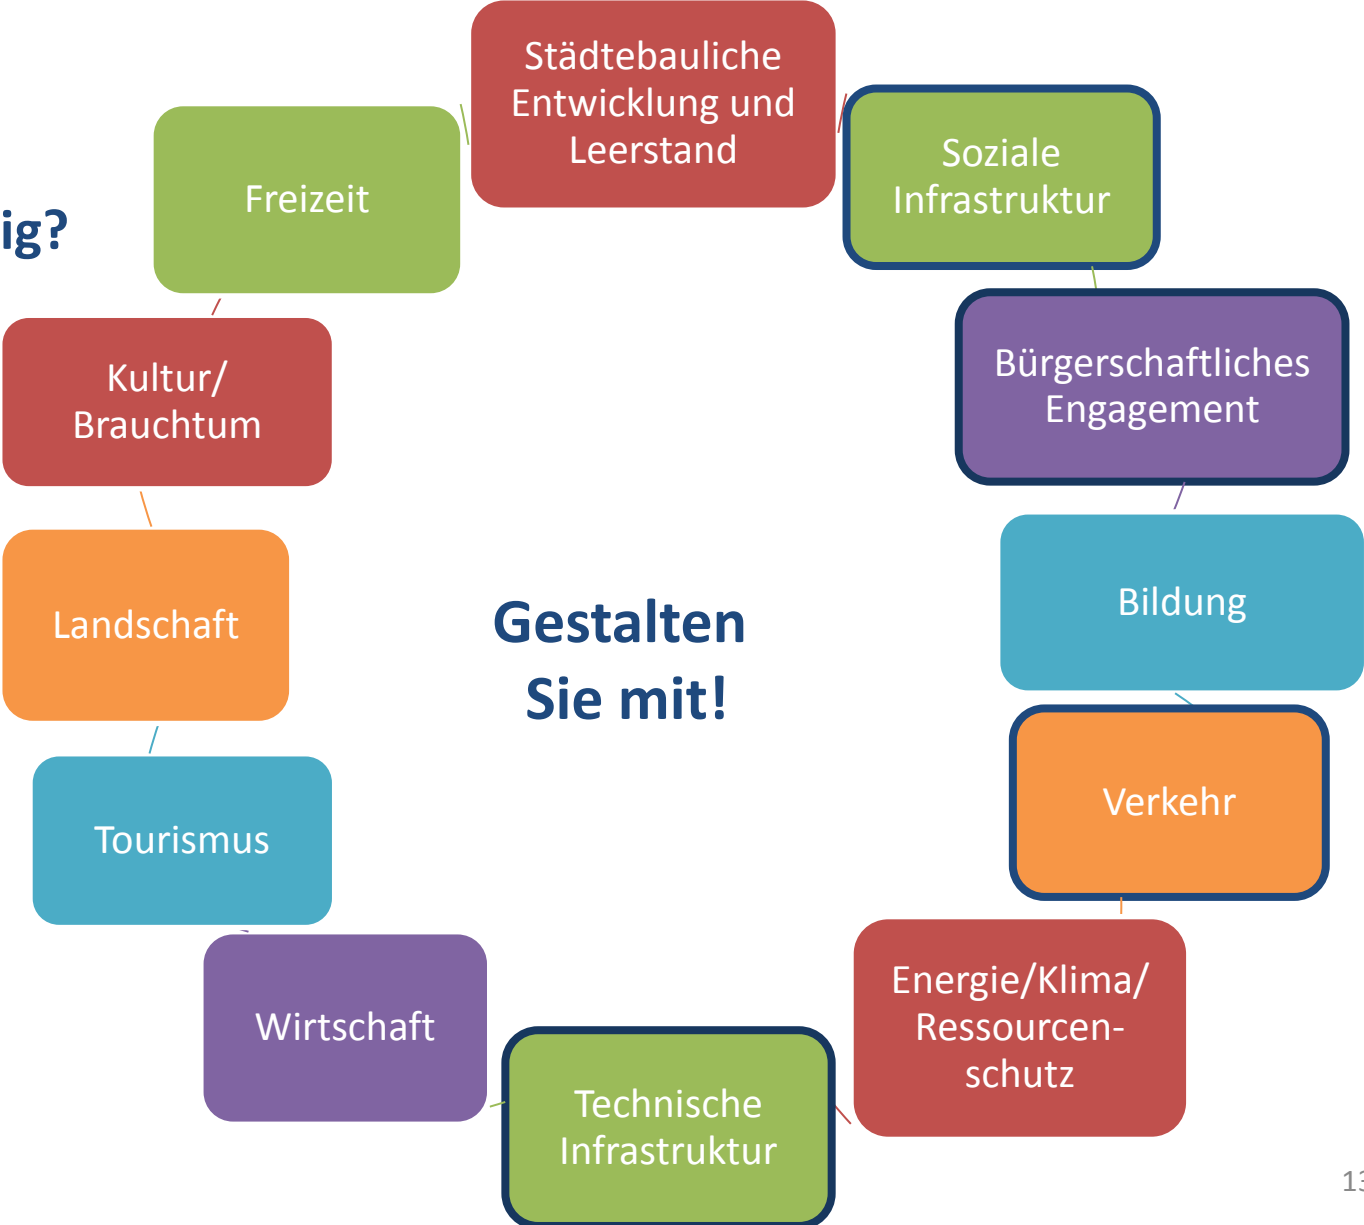 Städtebauliche
Entwicklung und
Leerstand
Soziale
Infrastruktur
Freizeit
ig?
Bürgerschaftliches
Engagement
Kultur/
Brauchtum
Bildung
Landschaft
Gestalten
Sie mit!
Verkehr
Tourismus
Energie/Klima/
Ressourcen-
schutz
Wirtschaft
Technische
Infrastruktur
13